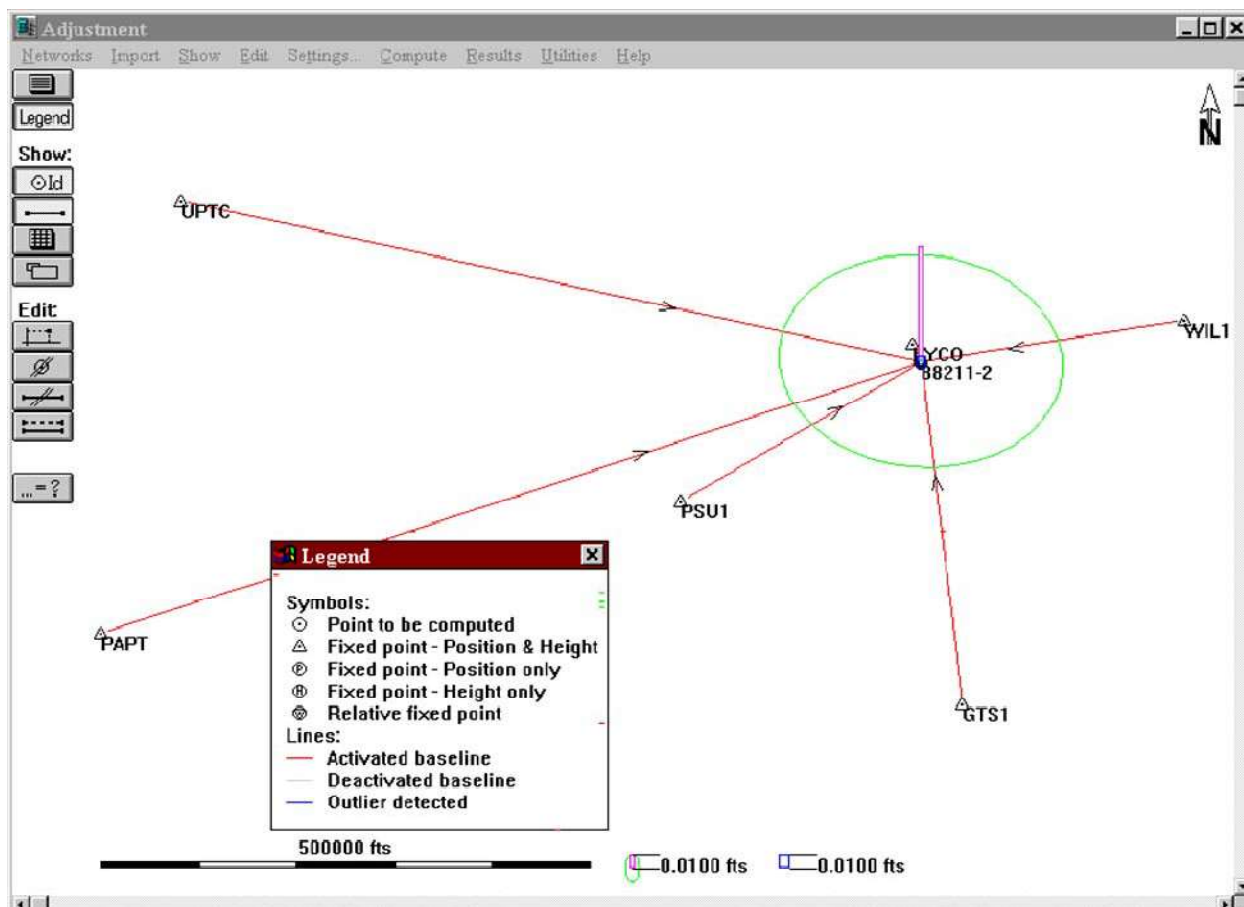 Adjustment
Networks Import Show Edit Settings... Compute Results Utilities Help
Legend
N
Show:
Id
UPTC
WIL1
LYCO
38211-2
Edit:
... = ?
PSU1
PAPT
GTS1
Legend
Symbols:
Point to be computed
Fixed point - Position & Height
Fixed point - Position only
Fixed point - Height only
Relative fixed point
Lines:
Activated baseline
Deactivated baseline
Outlier detected
500000 fts
0.0100 fts
0.0100 fts